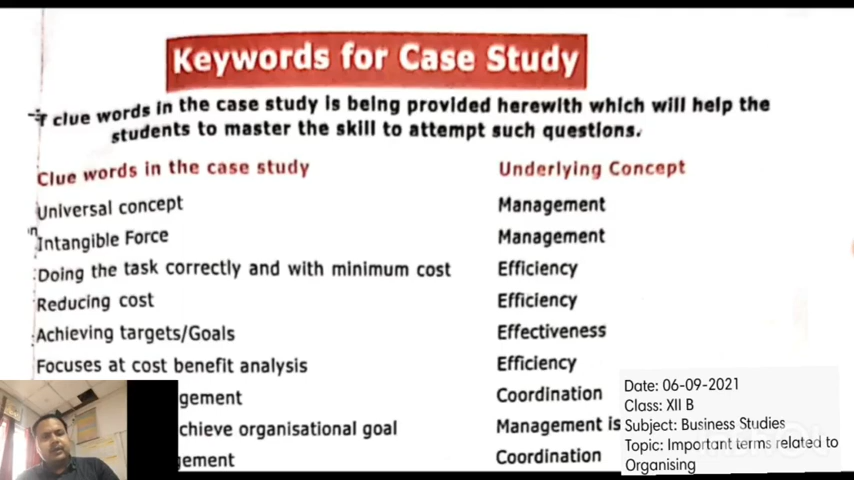 Keywords for Case Study
f clue words in the case study is being provided herewith which will help the
students to master the skill to attempt such questions.
Clue words in the case study Underlying Concept
Universal concept Management
Intangible Force Management
Doing the task correctly and with minimum cost Efficiency
Reducing cost Efficiency
Achieving targets/Goals Effectiveness
Focuses at cost benefit analysis Efficiency
gement Coordination
chieve organisational goal Management is
ement Coordination
Date: 06-09-2021
Class: XII B
Subject: Business Studies
Topic: Important terms related to
Organising